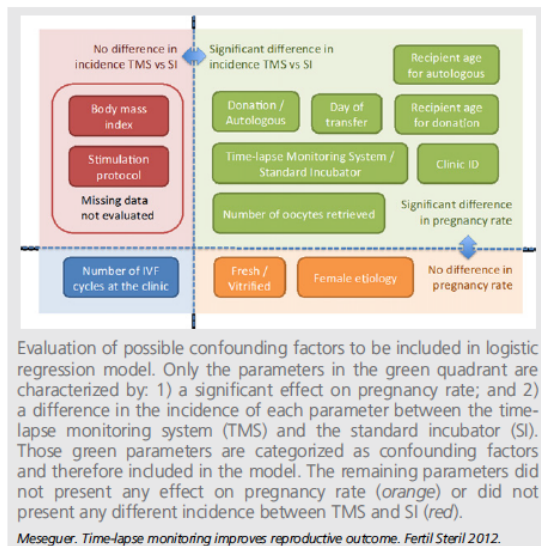 No difference in
incidence TMS vs SI
Significant difference in
incidence TMS vs SI
Recipient age
for autologous
Body mass
index
Donation /
Autologous
Day of
transfer
Recipient age
for donation
Stimulation
protocol
Time-lapse Monitoring System /
Standard Incubator
Clinic ID
Missing data
not evaluated
Number of oocytes retrieved
Significant difference
in pregnancy rate
Number of IVF
cycles at the clinic
Fresh /
Vitrified
Female etiology
No difference in
pregnancy rate
Evaluation of possible confounding factors to be included in logistic
regression model. Only the parameters in the green quadrant are
characterized by: 1) a significant effect on pregnancy rate; and 2)
a difference in the incidence of each parameter between the time-
lapse monitoring system (TMS) and the standard incubator (SI).
Those green parameters are categorized as confounding factors
and therefore included in the model. The remaining parameters did
not present any effect on pregnancy rate (orange) or did not
present any different incidence between TMS and SI (red).
Meseguer. Time-lapse monitoring improves reproductive outcome. Fertil Steril 2012.